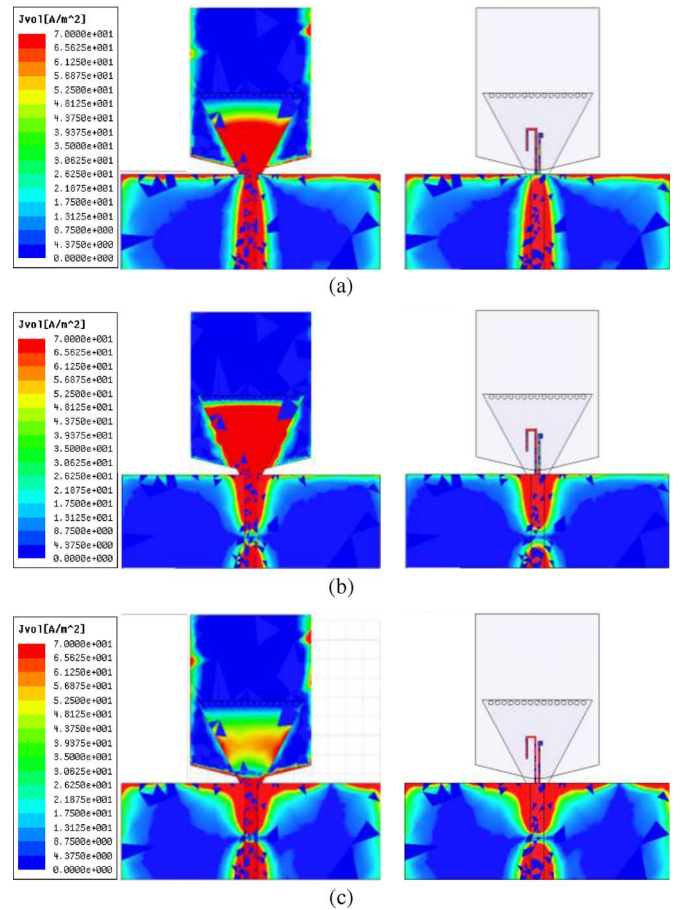 Jvol[A/m^2]
7.0000e+001
6.5625e+001
6.1250e+001
5.6875e+001
5.2500e+001
4.8125e+001
4.3750e+001
3.9375e+001
3.5000e+001
3.0625e+001
2.6250e+001
2.1875e+001
1.7500e+001
1.3125e+001
8.7500e+000
4.3750e+000
0.0000e+000
(a)
Jvol[A/m^2]
7.0000e+001
6.5625e+001
6.1250e+001
5.6875e+001
5.2500e+001
4.8125e+001
4.3750e+001
3.9375e+001
3.5000e+001
3.0625e+001
2.6250e+001
2.1875e+001
1.7500e+001
1.3125e+001
8.7500e+000
4.3750e+000
0.0000e+000
(b)
Jvol[A/m^2]
7.0000e+001
6.5625e+001
6.1250e+001
5.6875e+001
5.2500e+001
4.8125e+001
4.3750e+001
3.9375e+001
3.5000e+001
3.0625e+001
2.6250e+001
2.1875e+001
1.7500e+001
1.3125e+001
8.7500e+000
4.3750e+000
0.0000e+000
(c)